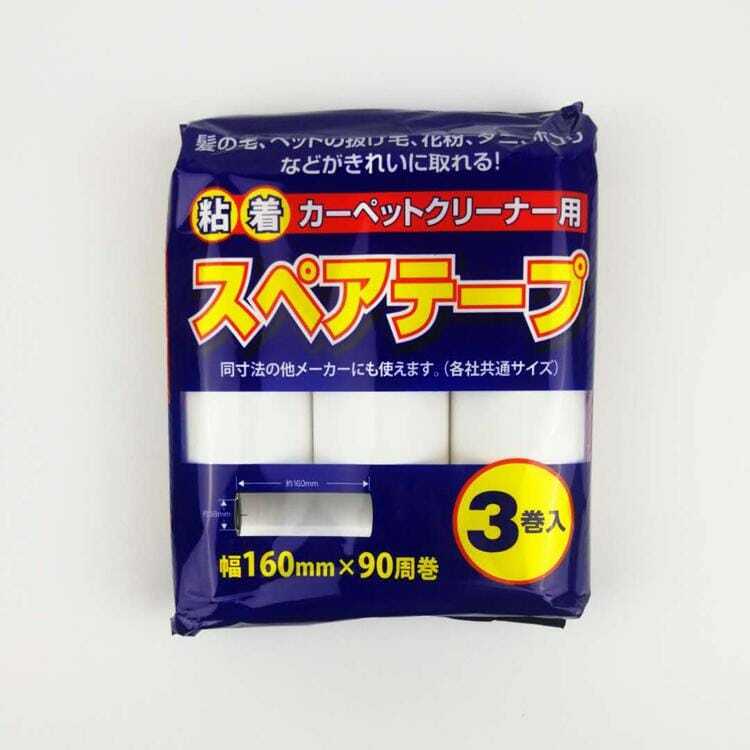 髪の毛、ペットの抜け毛、花粉、ダニ、ホコリ
などがきれいに取れる!
粘着 カーペットクリーナー用
スペアテープ
同寸法の他メーカーにも使えます。(各社共通サイズ)
約160mm
3巻入
幅160mm×90周巻